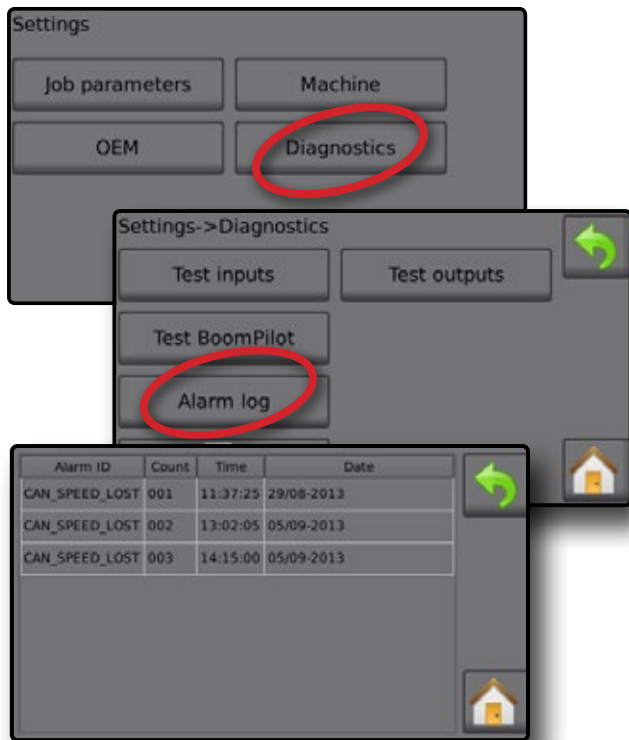 Settings
Job parameters Machine
OEM Diagnostics
Settings->Diagnostics
Test inputs Test outputs
Test BoomPilot
Alarm log
Alarm ID Count Time Date
CAN_SPEED_LOST 001 11:37:25 29/08-2013
CAN_SPEED_LOST 002 13:02:05 05/09-2013
CAN_SPEED_LOST 003 14:15:00 05/09-2013